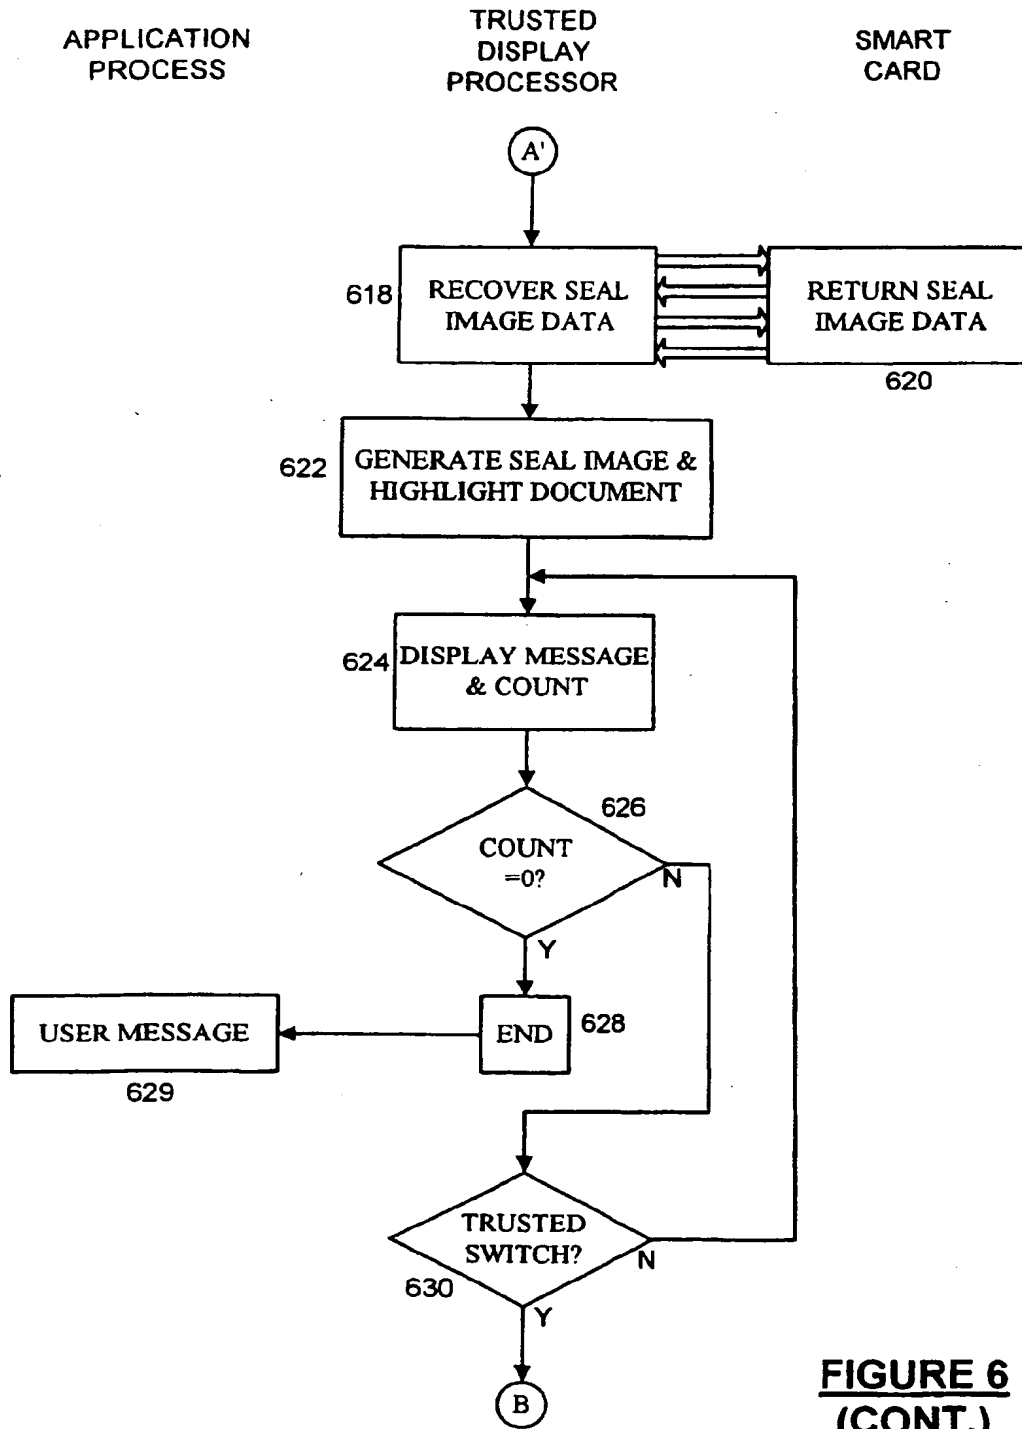 APPLICATION
PROCESS
TRUSTED
DISPLAY
PROCESSOR
SMART
CARD
A'
618
RECOVER SEAL
IMAGE DATA
RETURN SEAL
IMAGE DATA
620
622
GENERATE SEAL IMAGE &
HIGHLIGHT DOCUMENT
624
DISPLAY MESSAGE
& COUNT
626
COUNT
=0?
N
Y
USER MESSAGE
629
END
628
TRUSTED
SWITCH?
N
630
Y
B
FIGURE 6
(CONT.)